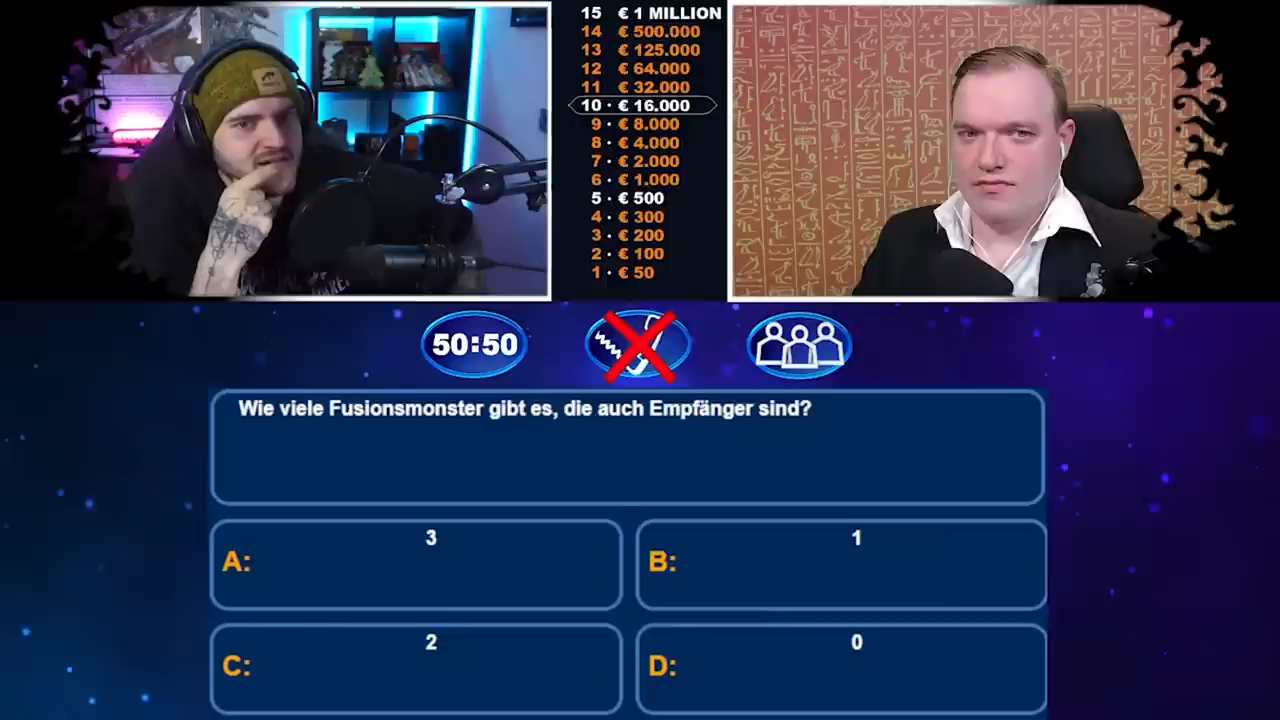 15 € 1 MILLION
14 € 500.000
13 € 125.000
12 € 64.000
11 € 32.000
10 · € 16.000
9 · € 8.000
8 · € 4.000
7 · € 2.000
6 · € 1.000
5 · € 500
4 · € 300
3 · € 200
2 · € 100
1 · € 50
50:50
Wie viele Fusionsmonster gibt es, die auch Empfänger sind?
A: 3
B: 1
C: 2
D: 0